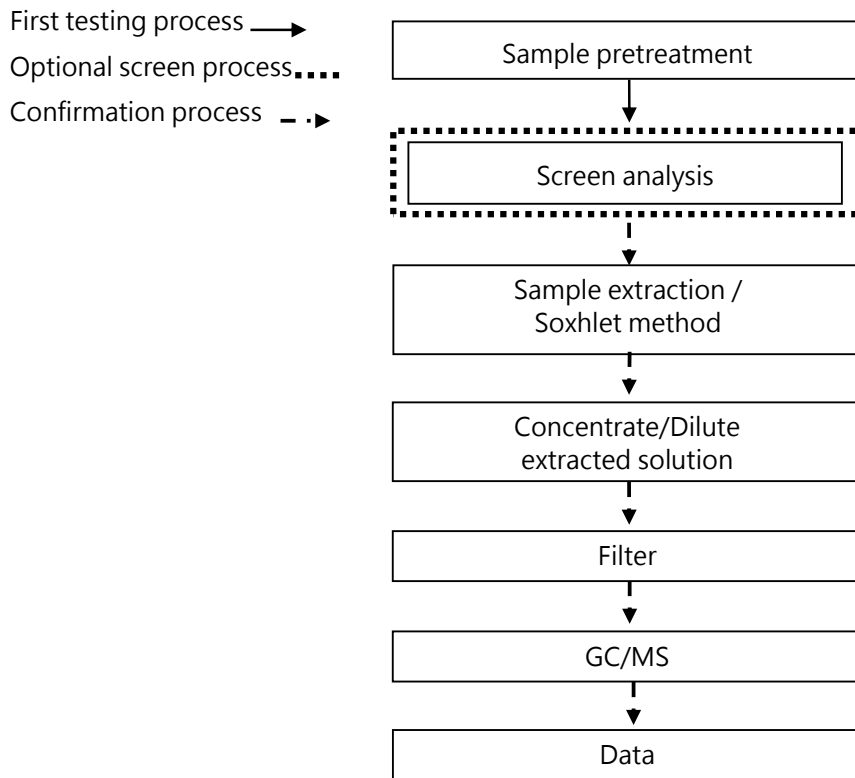 First testing process
Optional screen process
Confirmation process
Sample pretreatment
Screen analysis
Sample extraction /
Soxhlet method
Concentrate/Dilute
extracted solution
Filter
GC/MS
Data